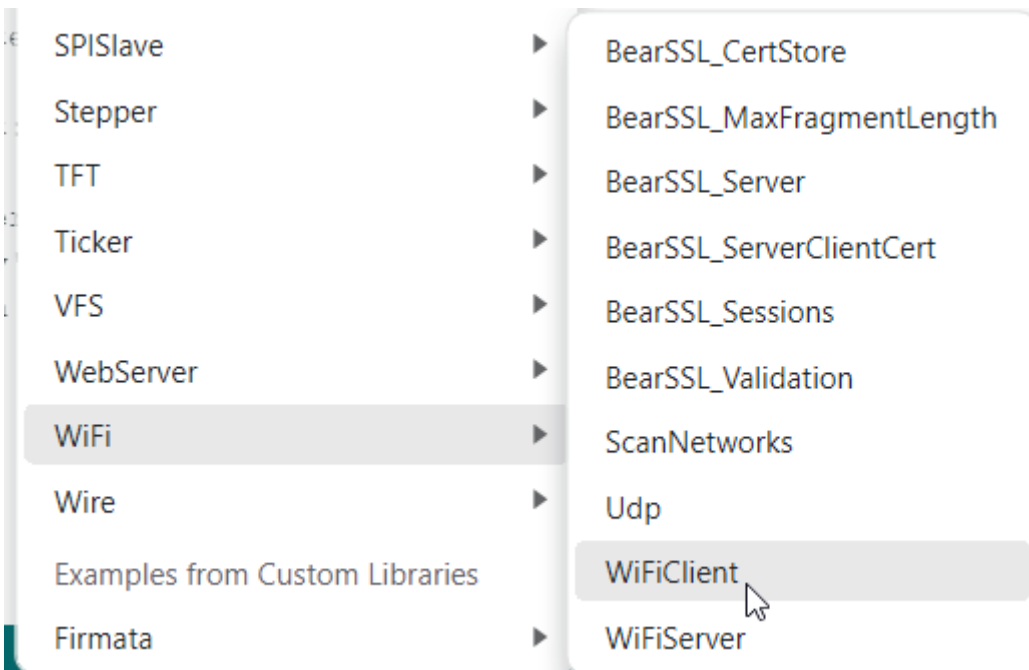 SPISlave
Stepper
TFT
Ticker
VFS
WebServer
WiFi
Wire
Examples from Custom Libraries
Firmata
BearSSL_CertStore
BearSSL_MaxFragmentLength
BearSSL_Server
BearSSL_ServerClientCert
BearSSL_Sessions
BearSSL_Validation
ScanNetworks
Udp
WiFiClient
WiFiServer